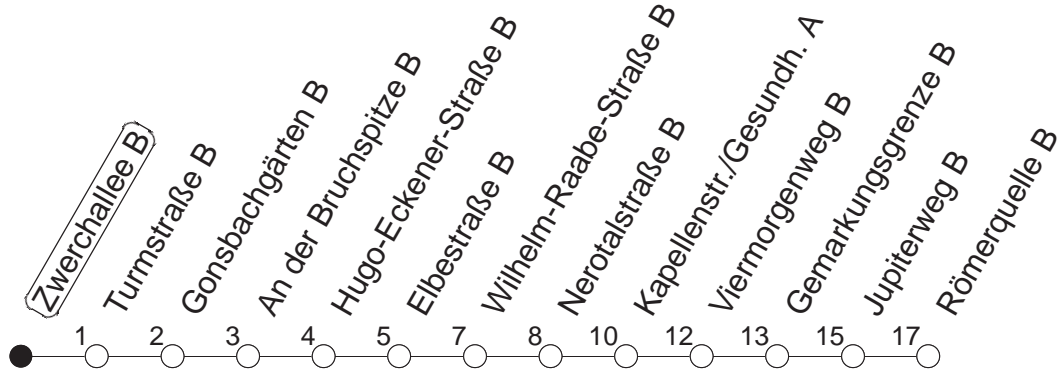 Zwerchallee B
Turmstraße B
Gonsbachgärten B
An der Bruchspitze B
Hugo-Eckener-Straße B
Elbestraße B
Wilhelm-Raabe-Straße B
Nerotalstraße B
Kapellenstr./Gesundh. A
Viermorgenweg B
Gemarkungsgrenze B
Jupiterweg B
Römerquelle B
1 2 3 4 5 7 8 10 12 13 15 17